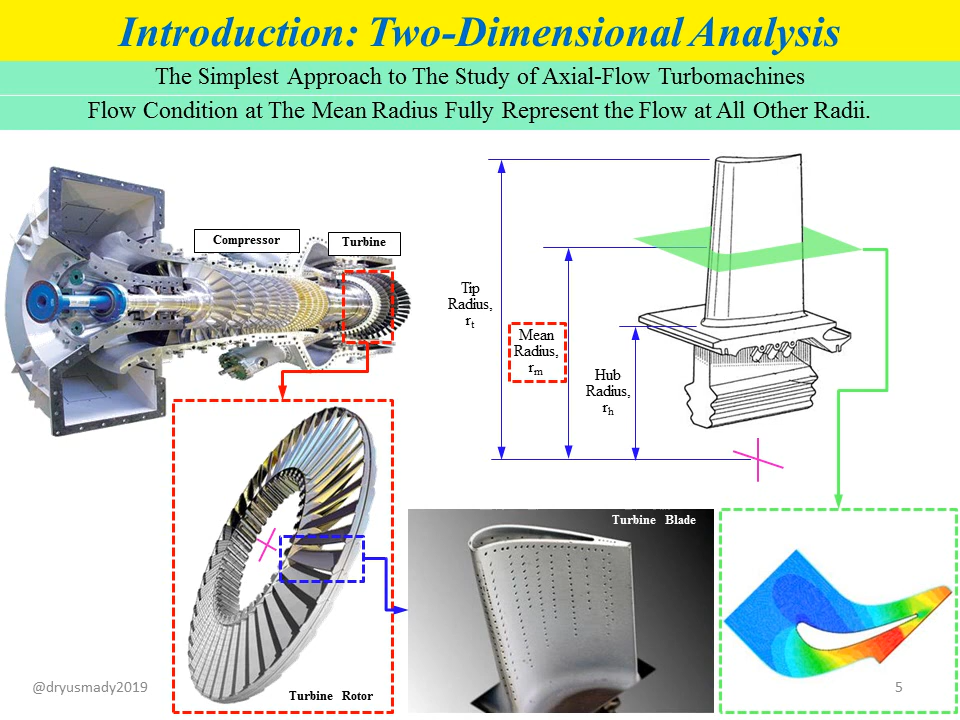 Introduction: Two-Dimensional Analysis
The Simplest Approach to The Study of Axial-Flow Turbomachines
Flow Condition at The Mean Radius Fully Represent the Flow at All Other Radii.
Compressor
Turbine
Tip
Radius,
rt
Mean
Radius,
rm
Hub
Radius,
rh
Turbine Blade
Turbine Rotor
@dryusmady2019
5